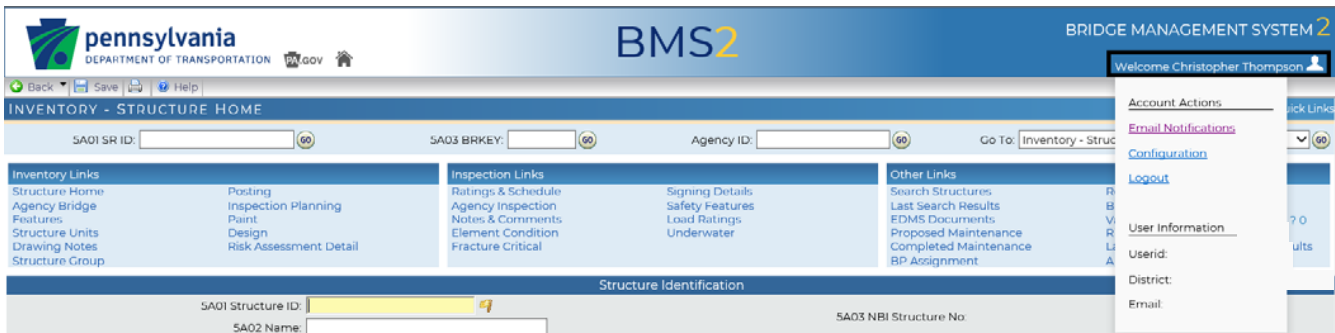 pennsylvania
DEPARTMENT OF TRANSPORTATION
PA.GOV
BMS2
BRIDGE MANAGEMENT SYSTEM 2
Welcome Christopher Thompson
Back Save Help
INVENTORY - STRUCTURE HOME
5A01 SR ID: GO 5A03 BRKEY: GO Agency ID: GO Go To: Inventory - Struc GO
Account Actions
Email Notifications
Configuration
Logout
User Information
Userid:
District:
Email:
Inventory Links
Structure Home Posting
Agency Bridge Inspection Planning
Features Paint
Structure Units Design
Drawing Notes Risk Assessment Detail
Structure Group
Inspection Links
Ratings & Schedule Signing Details
Agency Inspection Safety Features
Notes & Comments Load Ratings
Element Condition Underwater
Fracture Critical
Other Links
Search Structures
Last Search Results
EDMS Documents
Proposed Maintenance
Completed Maintenance
BP Assignment
Structure Identification
5A01 Structure ID:
5A02 Name:
5A03 NBI Structure No: